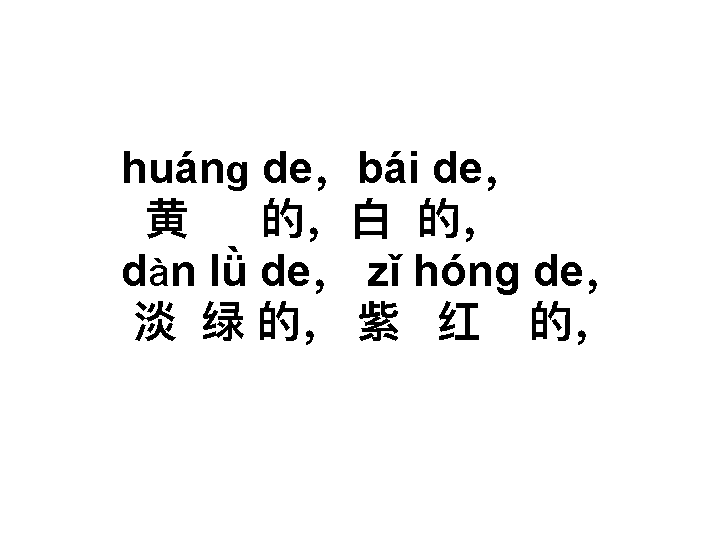 huáng de，bái de，
黄 的，白 的，
dàn lǜ de， zǐ hóng de，
淡 绿 的， 紫 红 的，